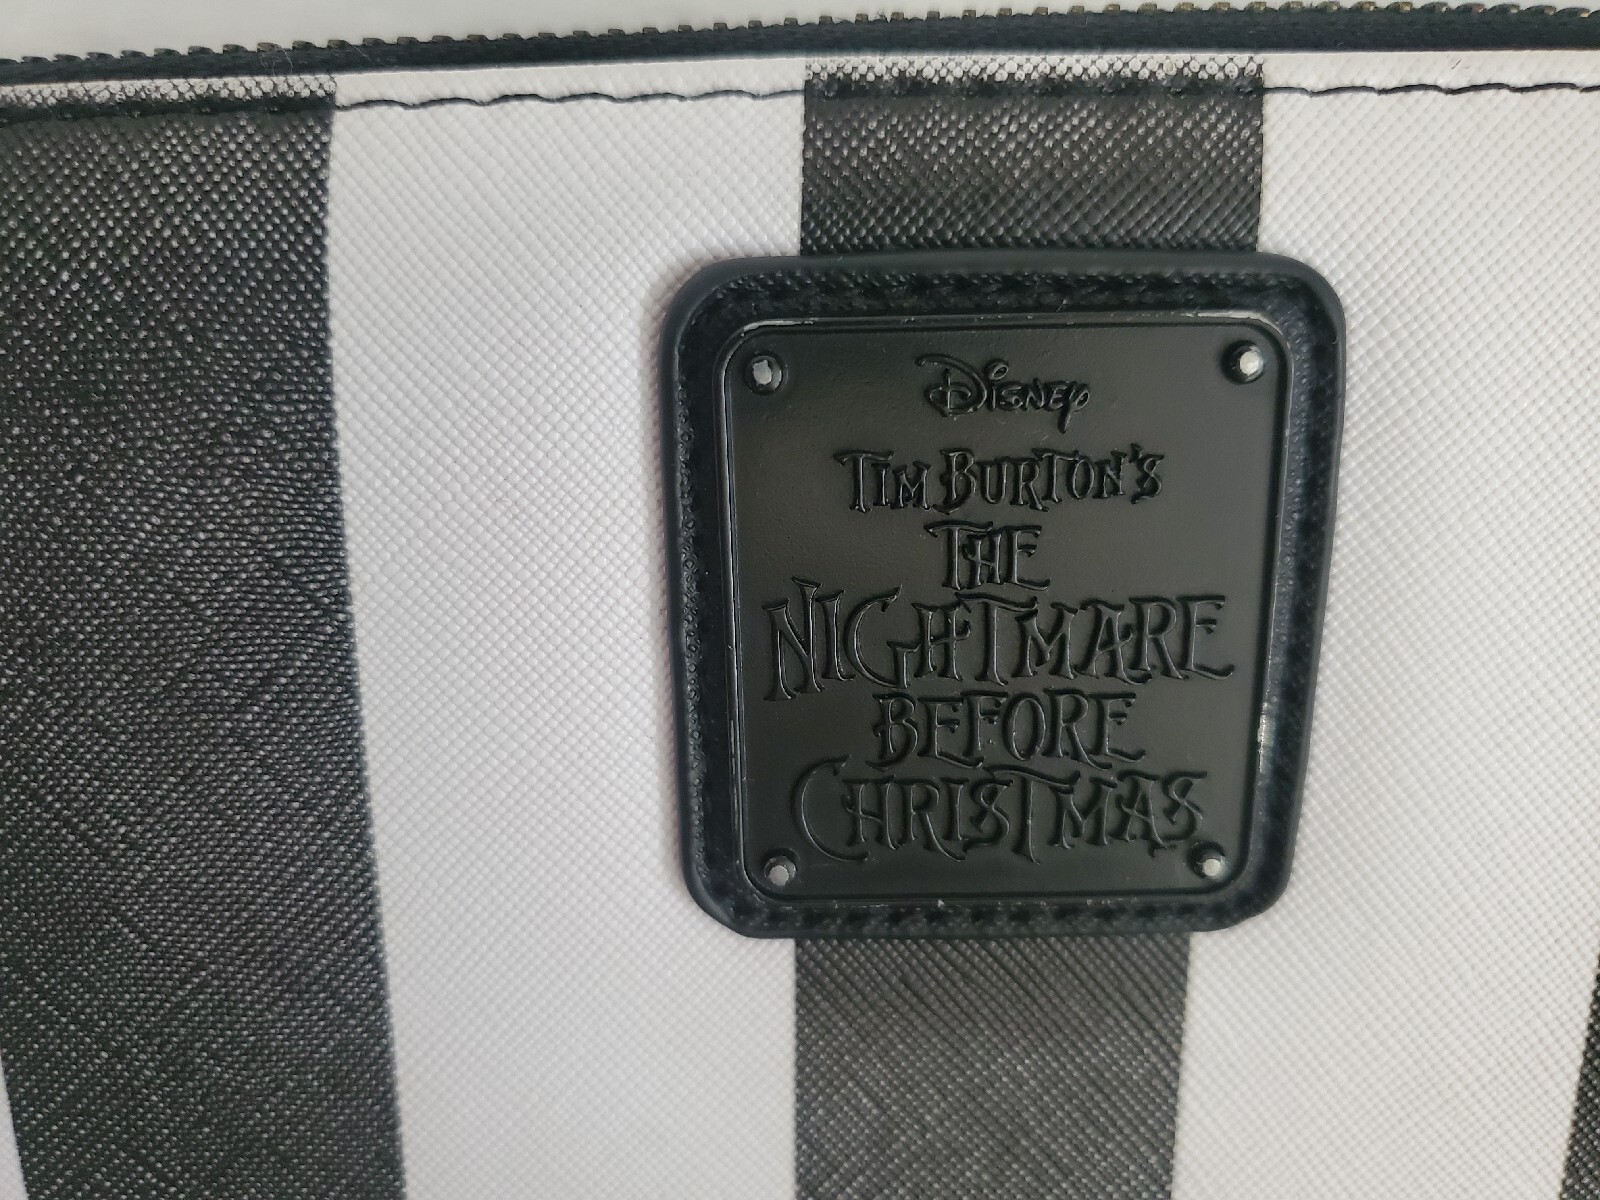 Disney
Tim Burton's
The
Nightmare
Before
Christmas